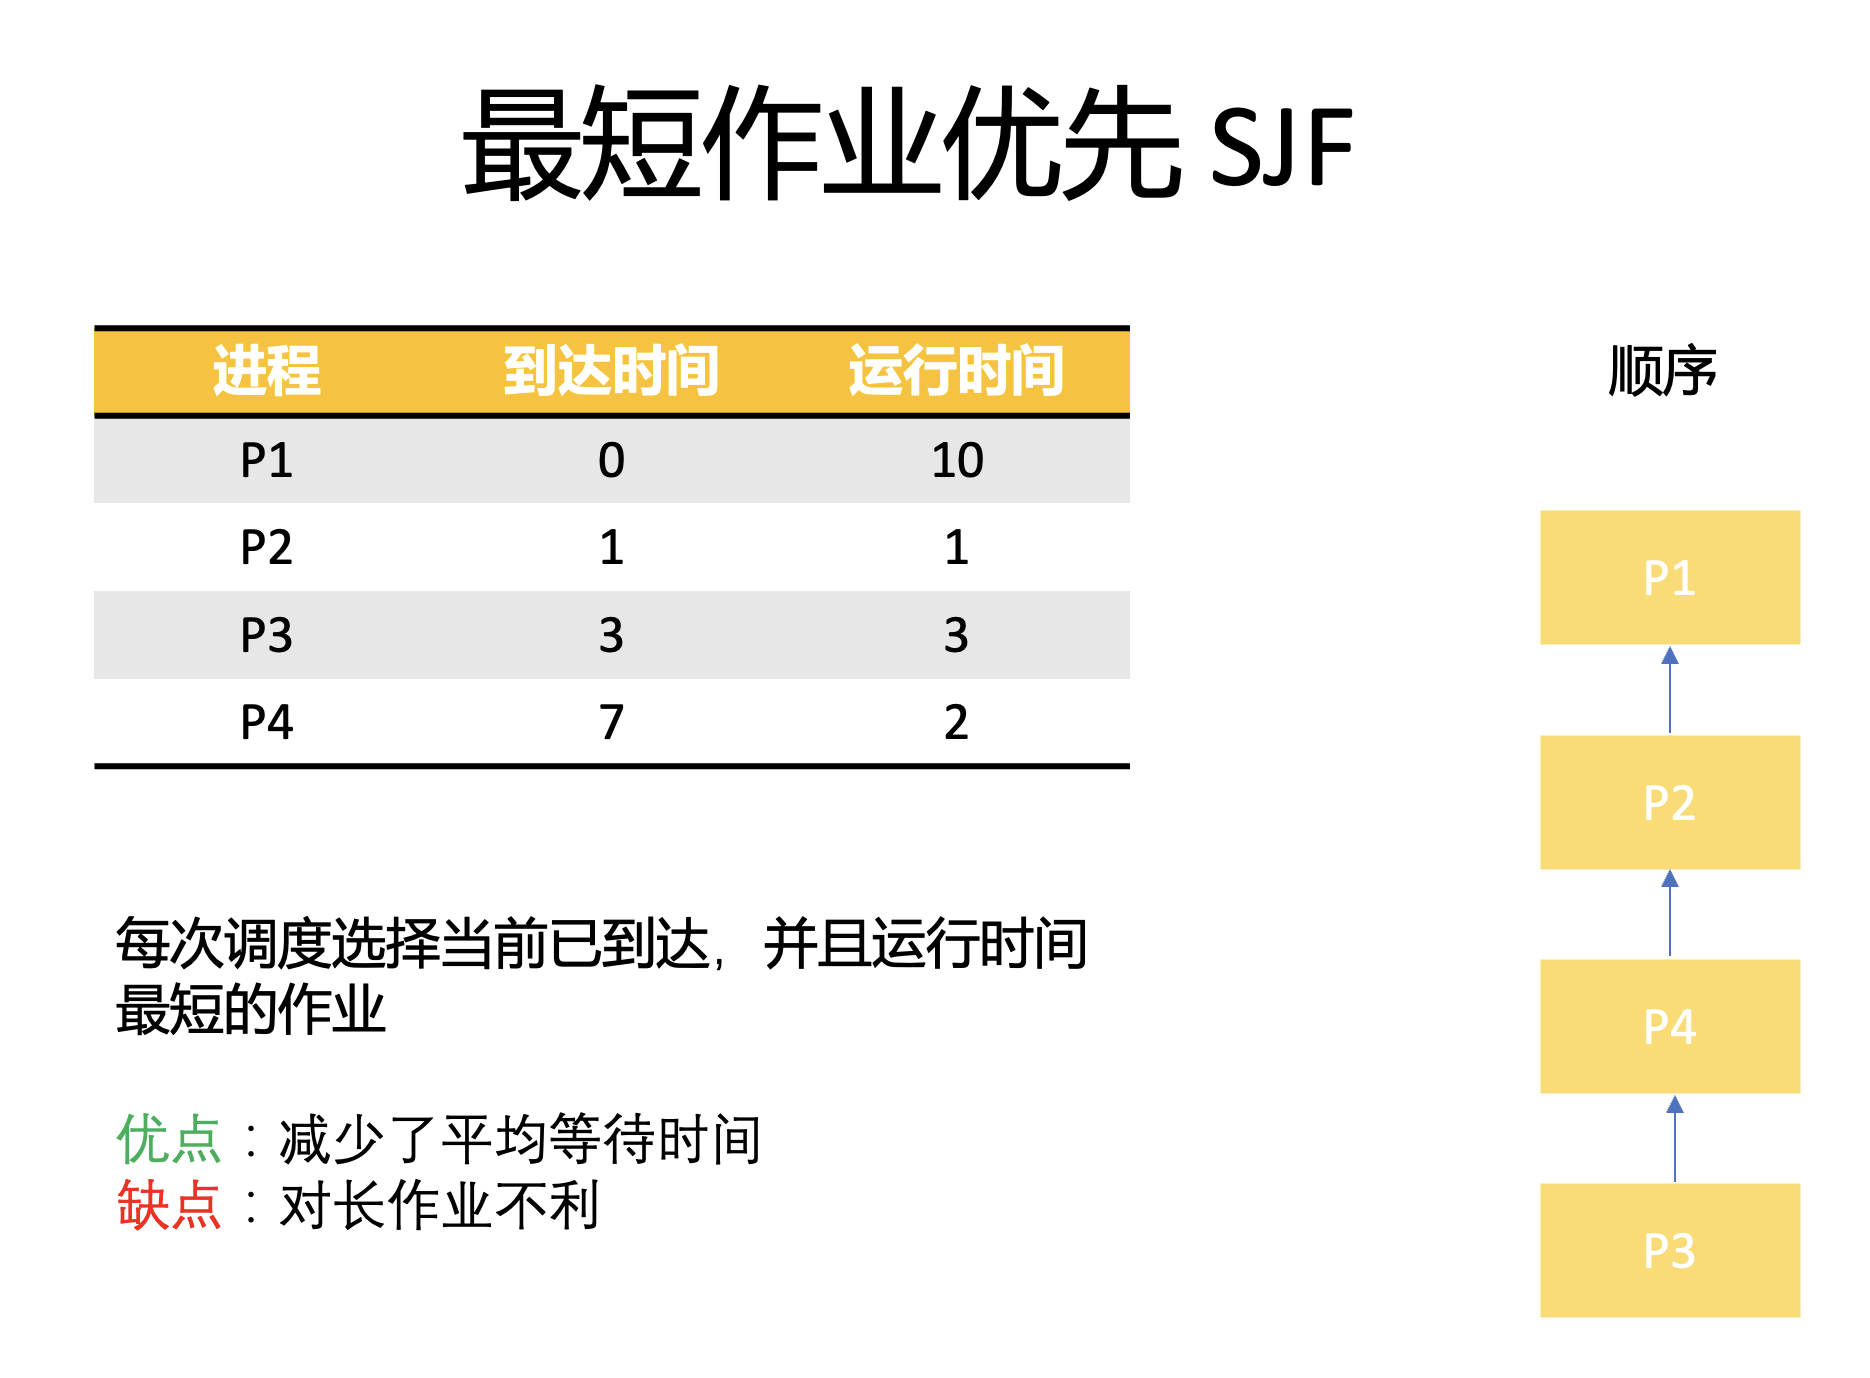 最短作业优先 SJF
进程 到达时间 运行时间
P1 0 10
P2 1 1
P3 3 3
P4 7 2
每次调度选择当前已到达，并且运行时间
最短的作业
优点：减少了平均等待时间
缺点：对长作业不利
顺序
P1
P2
P4
P3